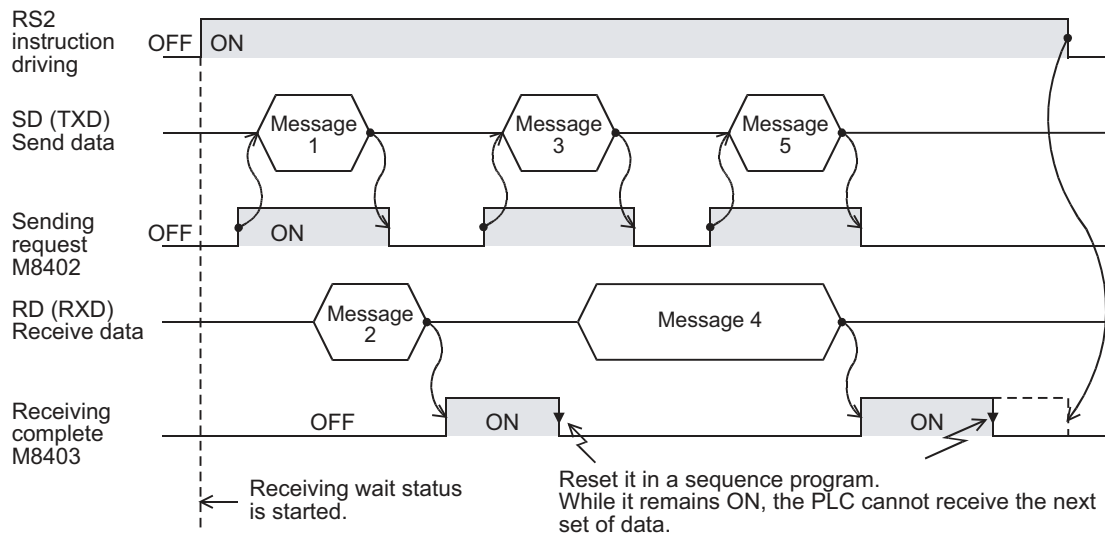 RS2
instruction
driving
OFF
ON
SD (TXD)
Send data
Message
1
Message
3
Message
5
Sending
request
M8402
OFF
ON
RD (RXD)
Receive data
Message
2
Message 4
Receiving
complete
M8403
OFF
ON
ON
Receiving wait status
is started.
Reset it in a sequence program.
While it remains ON, the PLC cannot receive the next
set of data.